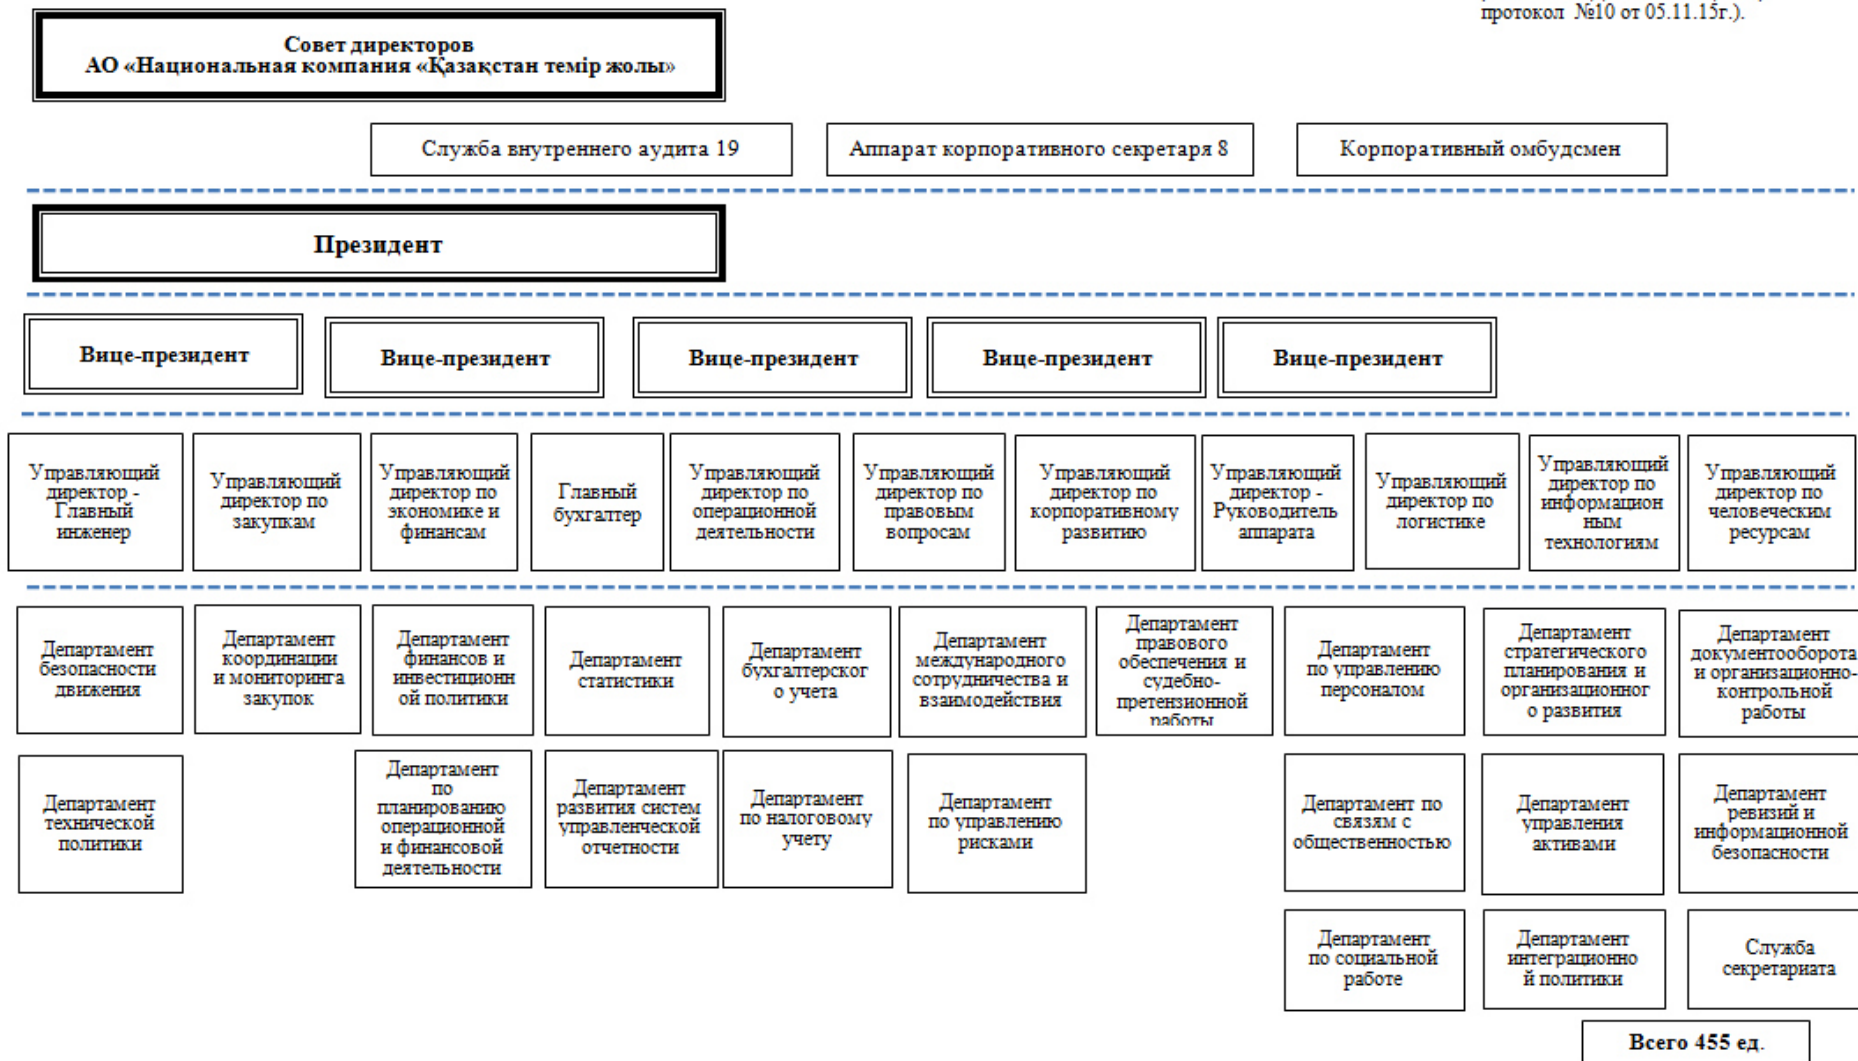 протокол №10 от 05.11.15г.).
Совет директоров
АО «Национальная компания «Қазақстан темір жолы»
Служба внутреннего аудита 19
Аппарат корпоративного секретаря 8
Корпоративный омбудсмен
Президент
Вице-президент
Вице-президент
Вице-президент
Вице-президент
Вице-президент
Управляющий
директор -
Главный
инженер
Управляющий
директор по
закупкам
Управляющий
директор по
экономике и
финансам
Главный
бухгалтер
Управляющий
директор по
операционной
деятельности
Управляющий
директор по
правовым
вопросам
Управляющий
директор по
корпоративному
развитию
Управляющий
директор -
Руководитель
аппарата
Управляющий
директор по
логистике
Управляющий
директор по
информацион
ным
технологиям
Управляющий
директор по
человеческим
ресурсам
Департамент
безопасности
движения
Департамент
координации
и мониторинга
закупок
Департамент
финансов и
инвестиционн
ой политики
Департамент
статистики
Департамент
бухгалтерског
о учета
Департамент
международного
сотрудничества и
взаимодействия
Департамент
правового
обеспечения и
судебно-
претензионной
работы
Департамент
по управлению
персоналом
Департамент
стратегического
планирования и
организационног
о развития
Департамент
документооборота
и организационно-
контрольной
работы
Департамент
технической
политики
Департамент
по
планированию
операционной
и финансовой
деятельности
Департамент
развития систем
управленческой
отчетности
Департамент
по налоговому
учету
Департамент
по управлению
рисками
Департамент по
связям с
общественностью
Департамент
управления
активами
Департамент
ревизий и
информационной
безопасности
Департамент
по социальной
работе
Департамент
интеграционно
й политики
Служба
секретариата
Всего 455 ед.